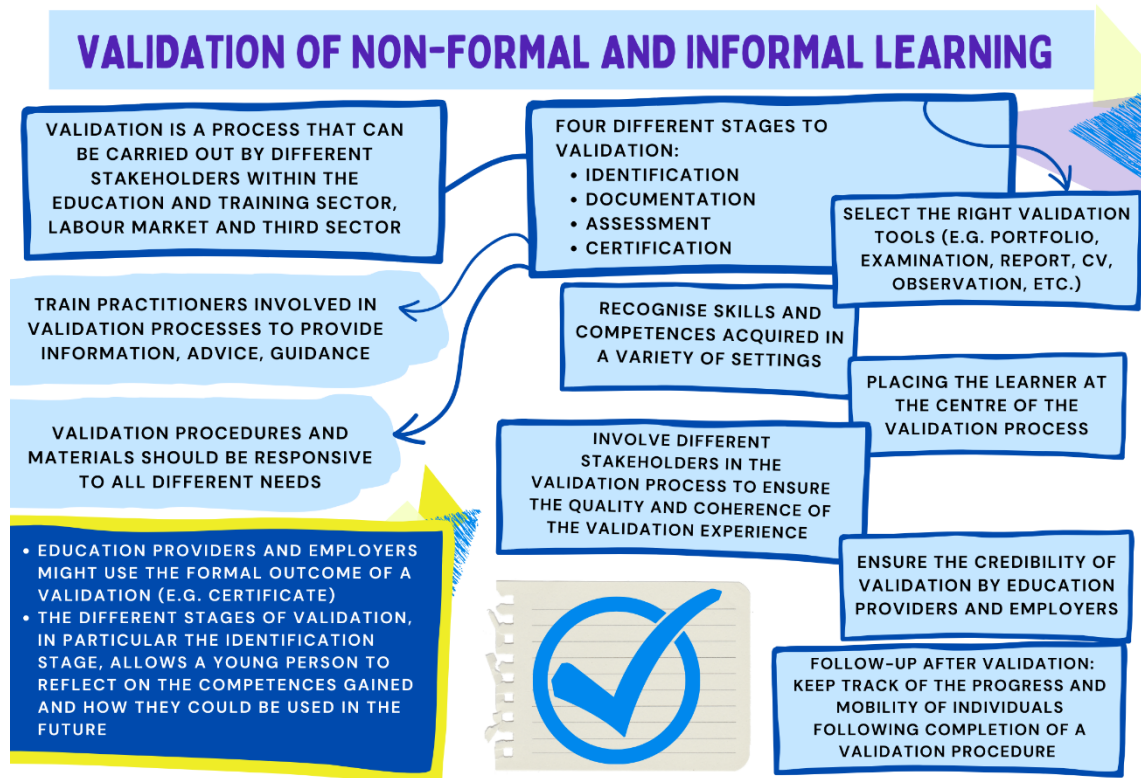 VALIDATION OF NON-FORMAL AND INFORMAL LEARNING
VALIDATION IS A PROCESS THAT CAN
BE CARRIED OUT BY DIFFERENT
STAKEHOLDERS WITHIN THE
EDUCATION AND TRAINING SECTOR,
LABOUR MARKET AND THIRD SECTOR
FOUR DIFFERENT STAGES TO
VALIDATION:
• IDENTIFICATION
• DOCUMENTATION
• ASSESSMENT
• CERTIFICATION
SELECT THE RIGHT VALIDATION
TOOLS (E.G. PORTFOLIO,
EXAMINATION, REPORT, CV,
OBSERVATION, ETC.)
TRAIN PRACTITIONERS INVOLVED IN
VALIDATION PROCESSES TO PROVIDE
INFORMATION, ADVICE, GUIDANCE
RECOGNISE SKILLS AND
COMPETENCES ACQUIRED IN
A VARIETY OF SETTINGS
PLACING THE LEARNER AT
THE CENTRE OF THE
VALIDATION PROCESS
VALIDATION PROCEDURES AND
MATERIALS SHOULD BE RESPONSIVE
TO ALL DIFFERENT NEEDS
INVOLVE DIFFERENT
STAKEHOLDERS IN THE
VALIDATION PROCESS TO ENSURE
THE QUALITY AND COHERENCE OF
THE VALIDATION EXPERIENCE
• EDUCATION PROVIDERS AND EMPLOYERS
MIGHT USE THE FORMAL OUTCOME OF A
VALIDATION (E.G. CERTIFICATE)
• THE DIFFERENT STAGES OF VALIDATION,
IN PARTICULAR THE IDENTIFICATION
STAGE, ALLOWS A YOUNG PERSON TO
REFLECT ON THE COMPETENCES GAINED
AND HOW THEY COULD BE USED IN THE
FUTURE
ENSURE THE CREDIBILITY OF
VALIDATION BY EDUCATION
PROVIDERS AND EMPLOYERS
FOLLOW-UP AFTER VALIDATION:
KEEP TRACK OF THE PROGRESS AND
MOBILITY OF INDIVIDUALS
FOLLOWING COMPLETION OF A
VALIDATION PROCEDURE